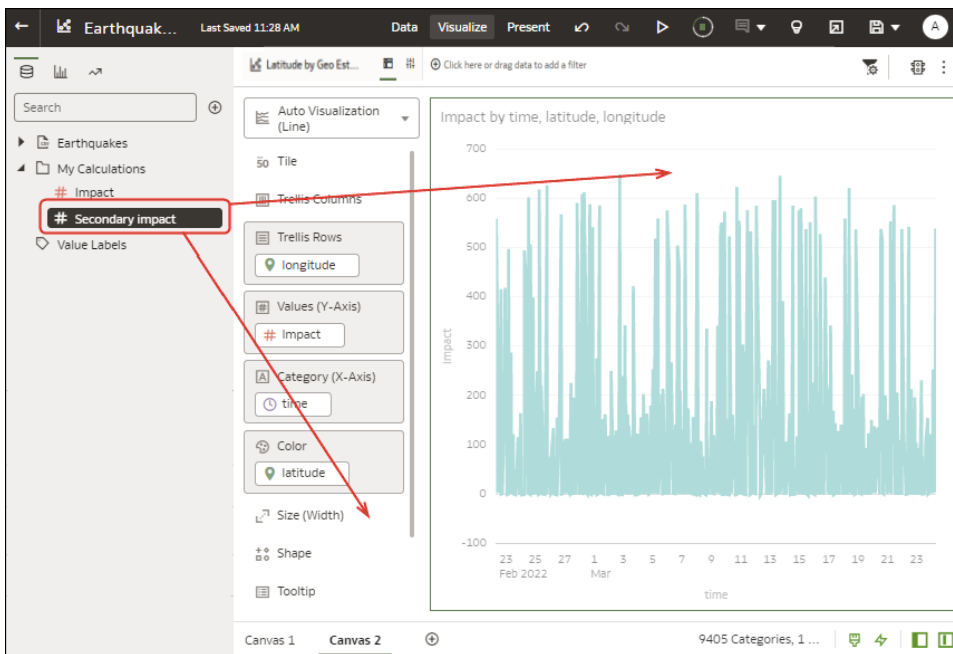 Earthquak...
Last Saved 11:28 AM
Data
Visualize
Present
A
Latitude by Geo Est...
Click here or drag data to add a filter
Search
Earthquakes
My Calculations
# Impact
# Secondary impact
Value Labels
Auto Visualization
(Line)
50 Tile
Trellis Columns
Trellis Rows
longitude
Values (Y-Axis)
# Impact
A Category (X-Axis)
time
Color
latitude
Size (Width)
Shape
Tooltip
Impact by time, latitude, longitude
700
600
500
400
300
200
100
0
-100
Impact
23 25 27 1 3 5 7 9 11 13 15 17 19 21 23
Feb 2022 Mar
time
Canvas 1
Canvas 2
9405 Categories, 1 ...